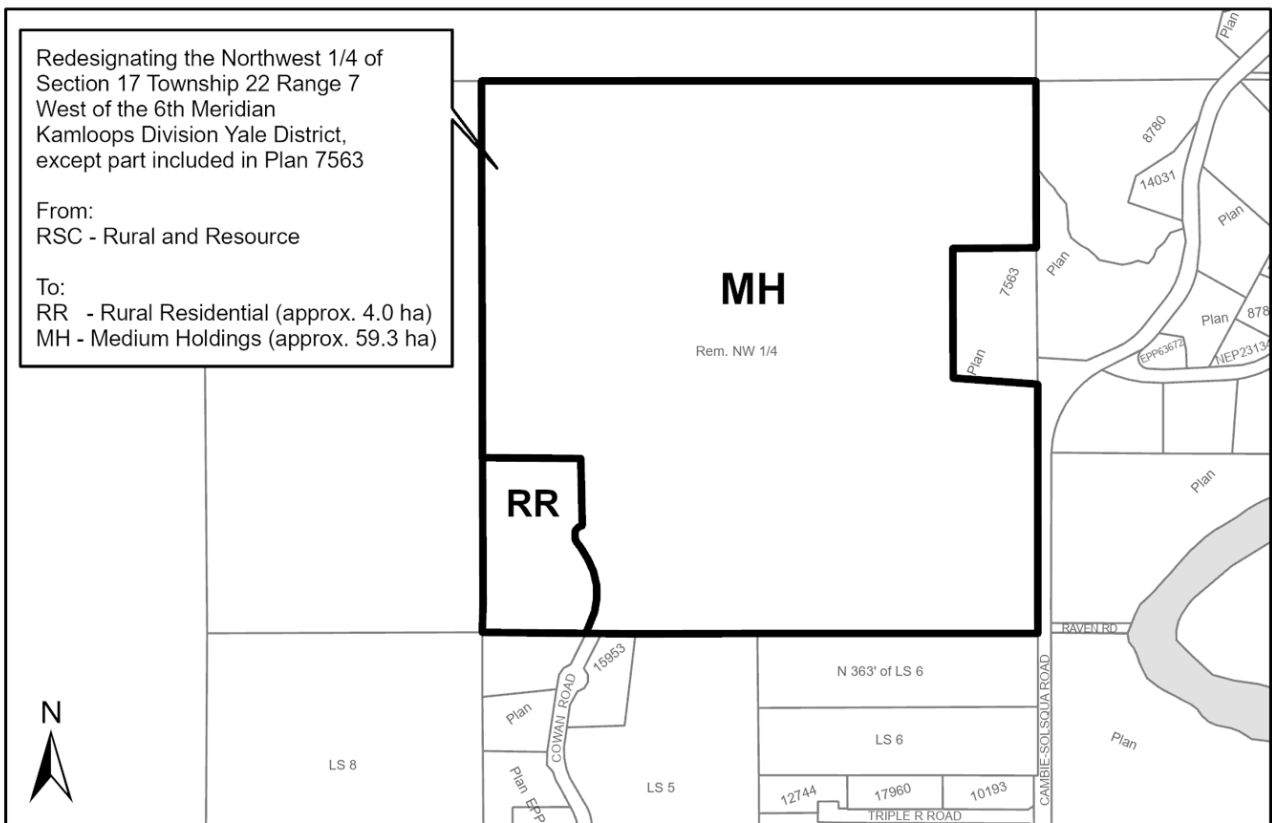 Redesignating the Northwest 1/4 of
Section 17 Township 22 Range 7
West of the 6th Meridian
Kamloops Division Yale District,
except part included in Plan 7563
From:
RSC - Rural and Resource
To:
RR - Rural Residential (approx. 4.0 ha)
MH - Medium Holdings (approx. 59.3 ha)
Plan
8780
14031
Plan
Plan
7563
Plan
MH
Rem. NW 1/4
Plan
878
EPP63672
NEP23134
Plan
RR
RAVEN RD
15953
N 363' of LS 6
COWAN ROAD
Plan
CAMBIE-SOLSQUA ROAD
Plan
LS 6
N
LS 8
Plan EPP
LS 5
12744
17960
10193
TRIPLE R ROAD